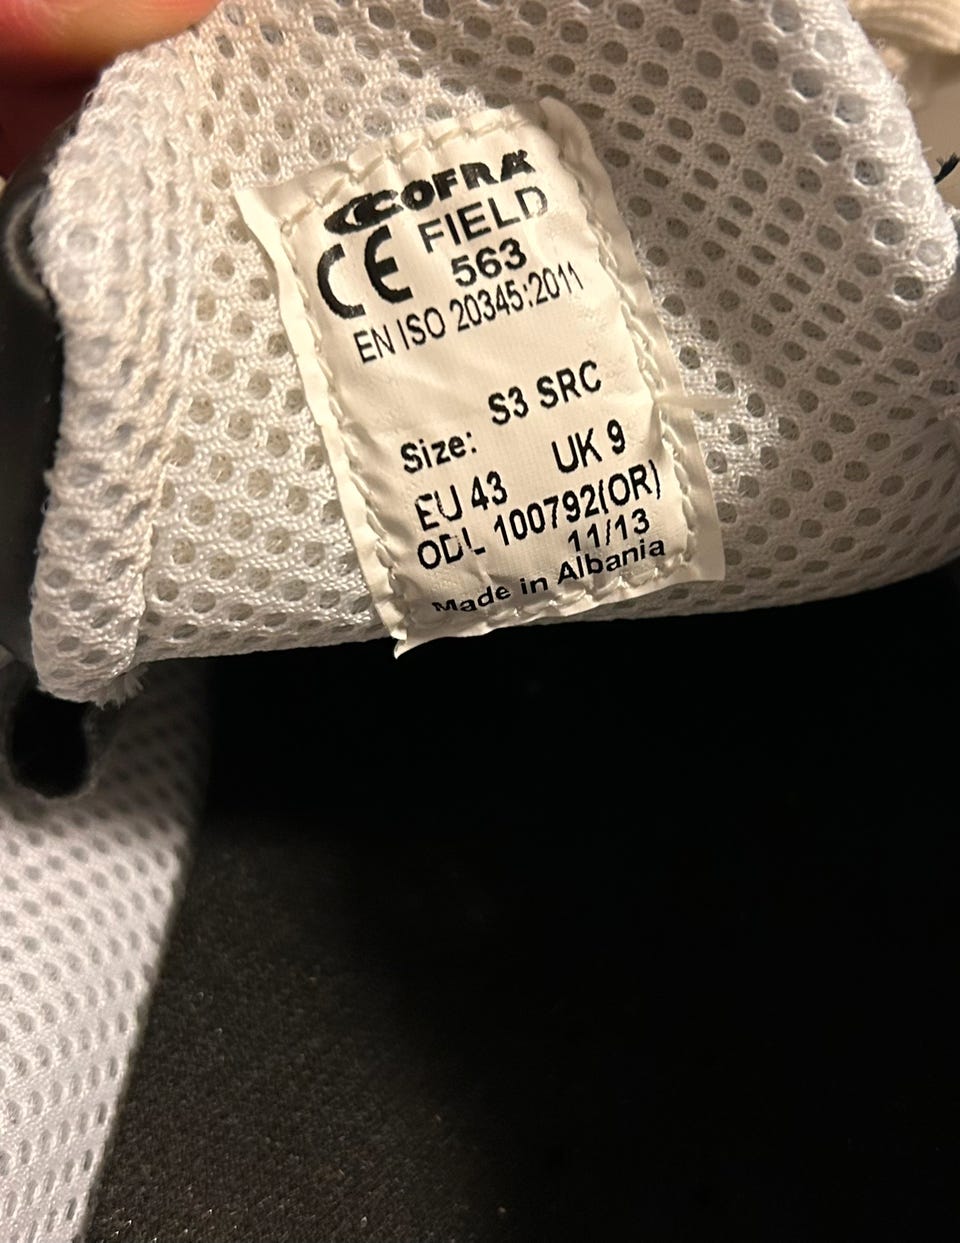 COFRA
CE FIELD
563
EN ISO 20345:2011
S3 SRC
Size:
EU 43 UK 9
ODL 100792(OR)
11/13
Made in Albania